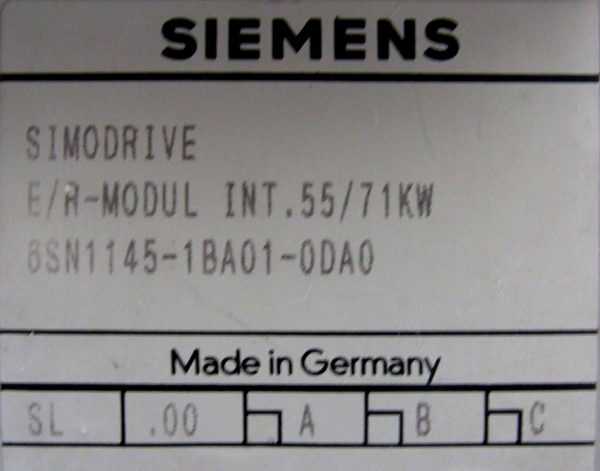 SIEMENS
SIMODRIVE
E/R-MODUL INT.55/71KW
6SN1145-1BA01-0DA0
Made in Germany
SL .00 A B C